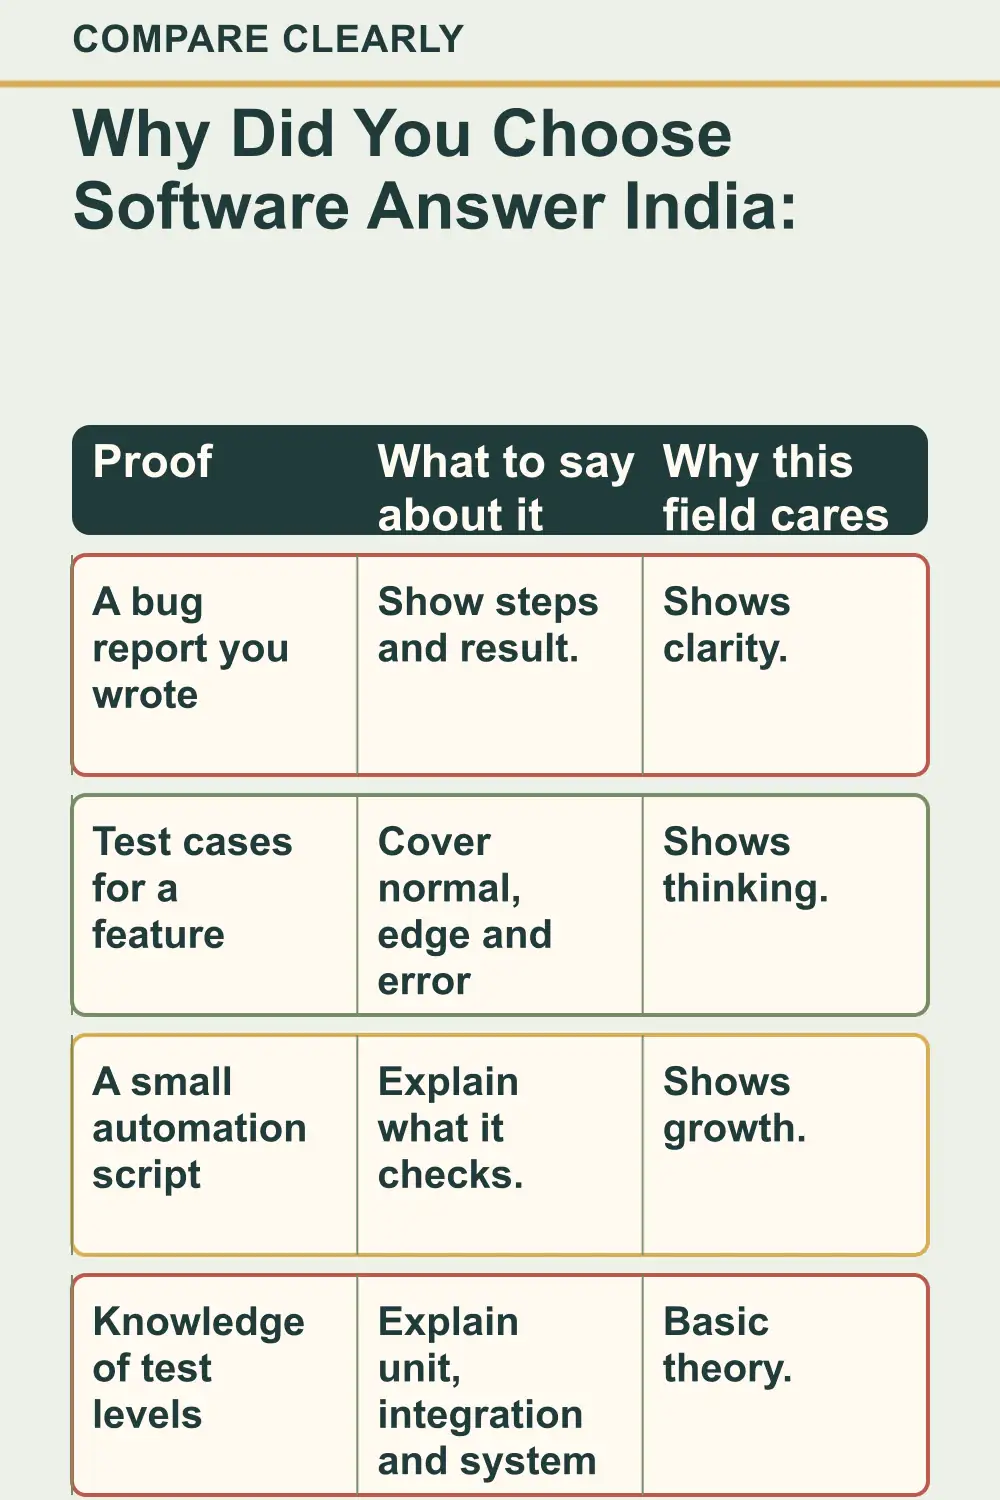 COMPARE CLEARLY
Why Did You Choose
Software Answer India:
Proof
What to say
about it
Why this
field cares
A bug
report you
wrote
Show steps
and result.
Shows
clarity.
Test cases
for a
feature
Cover
normal,
edge and
error
Shows
thinking.
A small
automation
script
Explain
what it
checks.
Shows
growth.
Knowledge
of test
levels
Explain
unit,
integration
and system
Basic
theory.